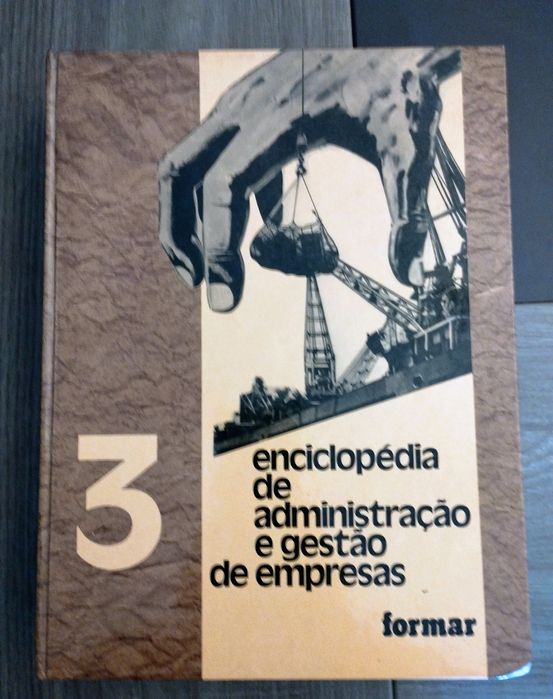 3
enciclopédia
de
administração
e gestão
de empresas
formar